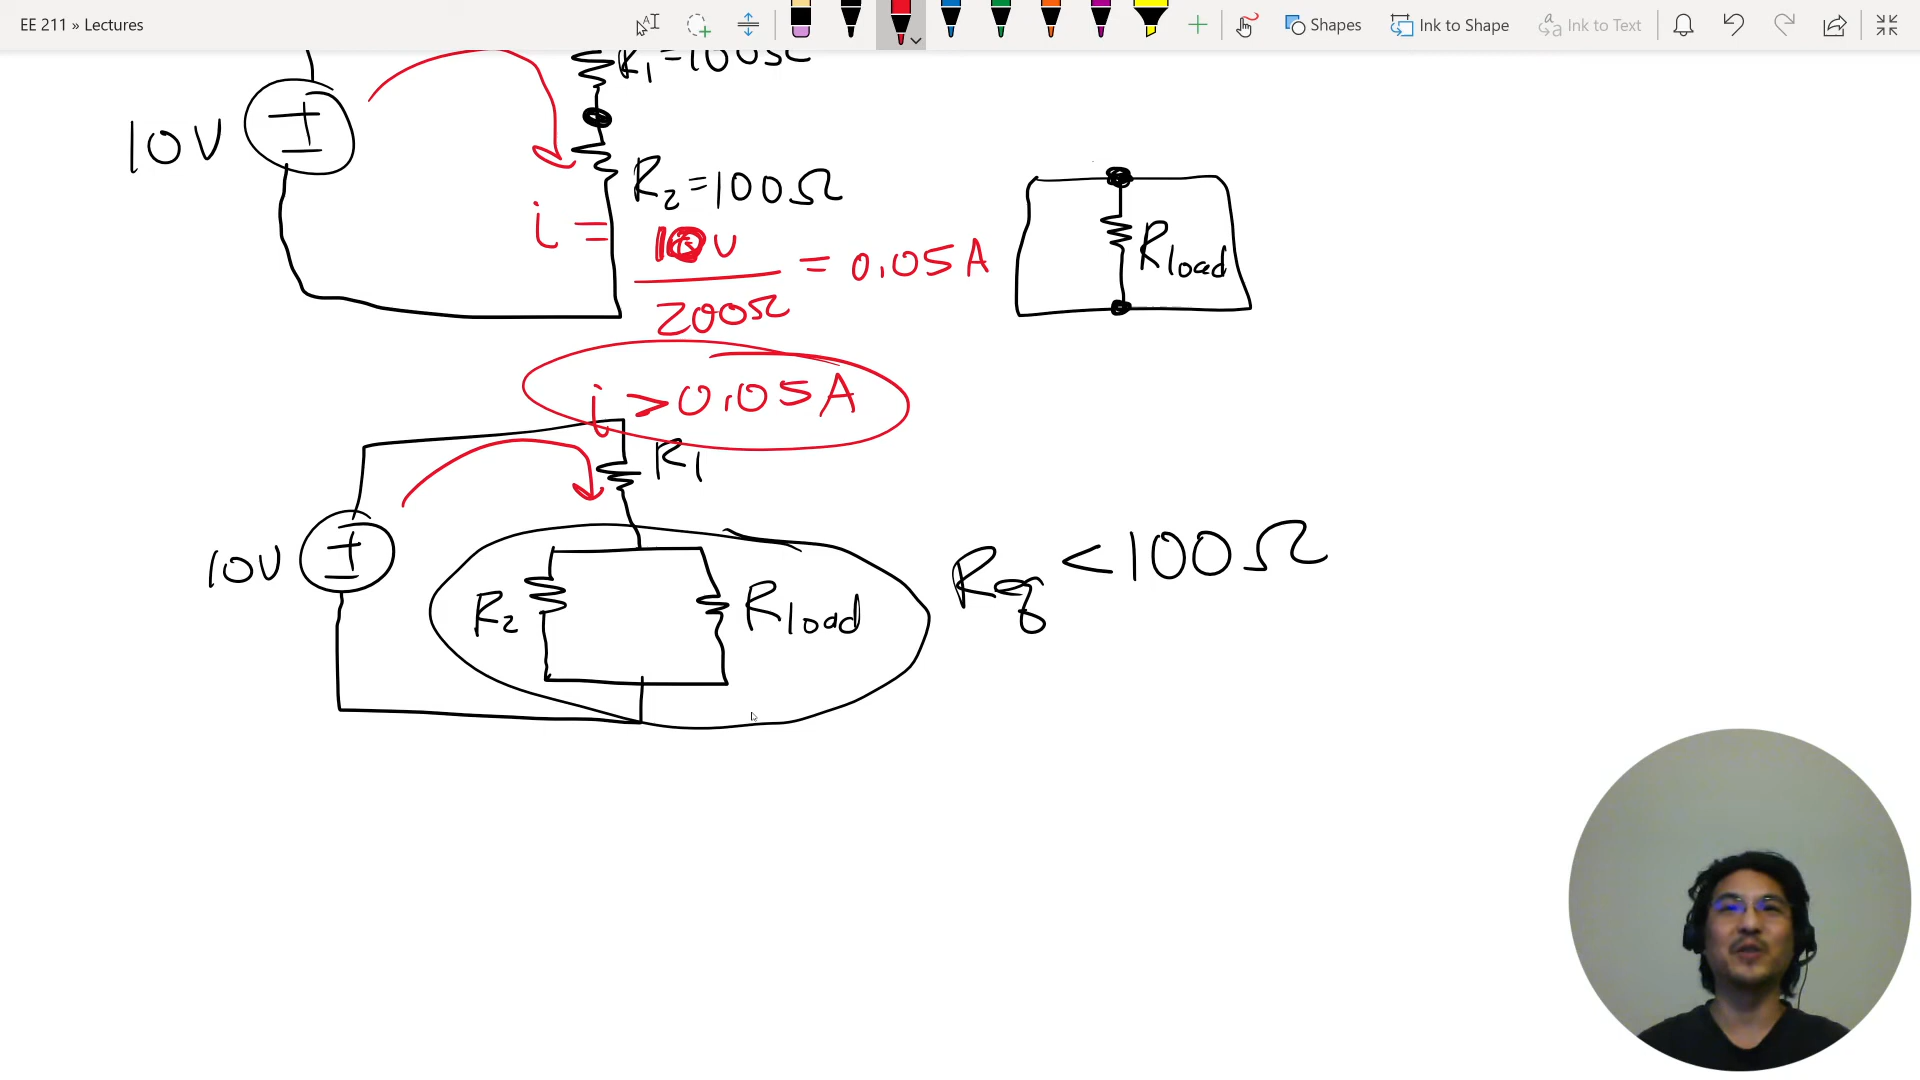 EE 211 » Lectures
Shapes
Ink to Shape
Ink to Text
R₁=100Ω
10V
R₂=100Ω
i = 10V / 200Ω = 0.05A
Rload
i > 0.05A
R₁
10V
R₂
Rload
Req < 100Ω